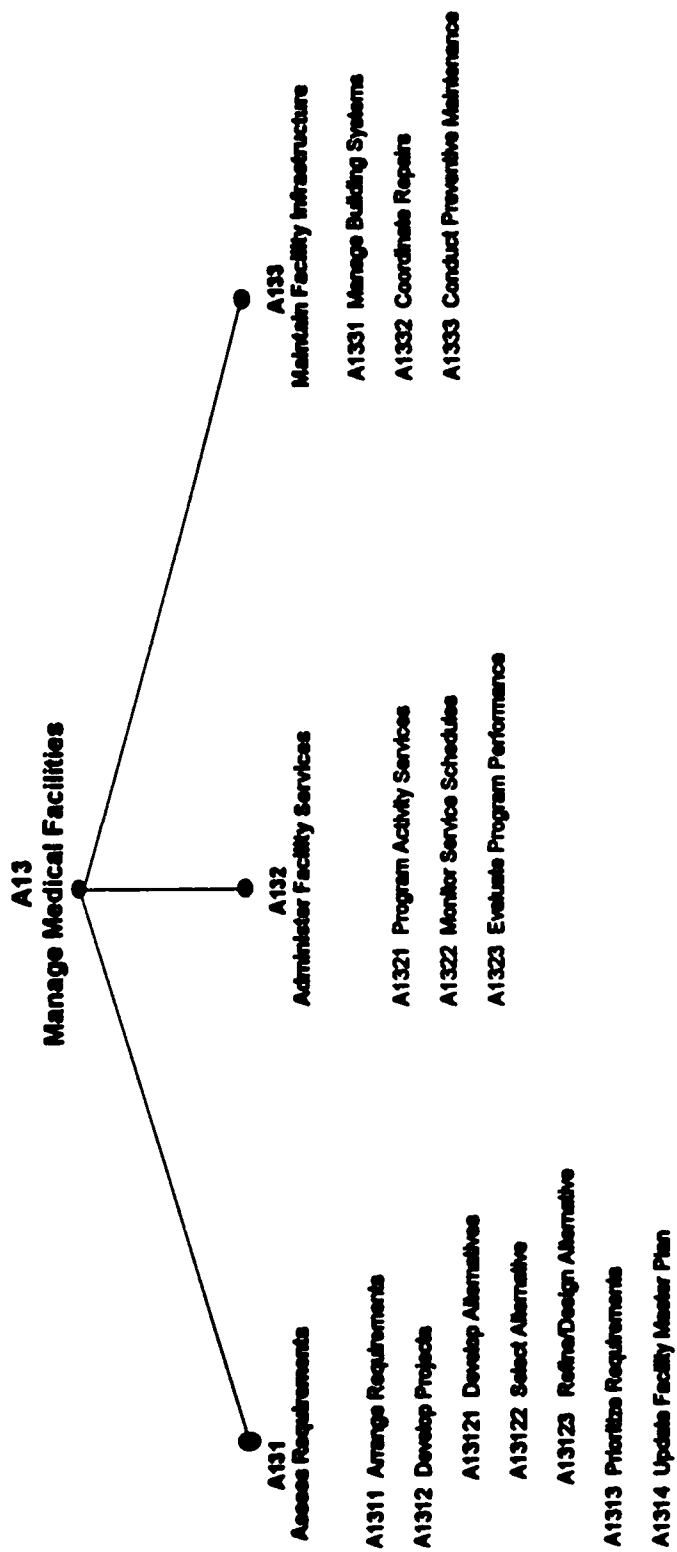 A13
Manage Medical Facilities
A131
Assess Requirements
A1311 Arrange Requirements
A1312 Develop Projects
A13121 Develop Alternatives
A13122 Select Alternative
A13123 Refine/Design Alternative
A1313 Prioritize Requirements
A1314 Update Facility Master Plan
A132
Administer Facility Services
A1321 Program Activity Services
A1322 Monitor Service Schedules
A1323 Evaluate Program Performance
A133
Maintain Facility Infrastructure
A1331 Manage Building Systems
A1332 Coordinate Repairs
A1333 Conduct Preventive Maintenance